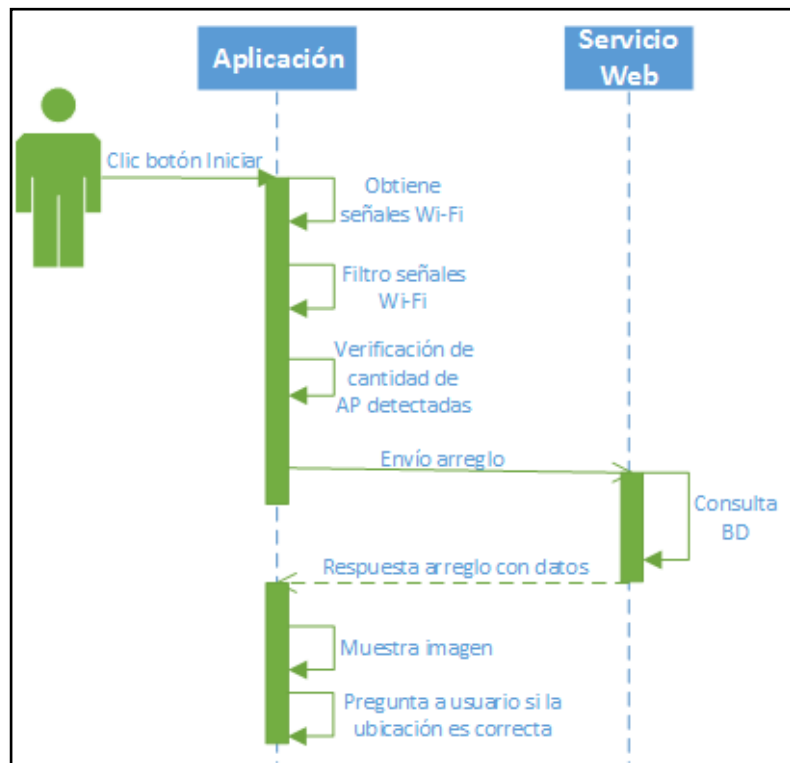 Aplicación
Servicio
Web
Clic botón Iniciar
Obtiene
señales Wi-Fi
Filtro señales
Wi-Fi
Verificación de
cantidad de
AP detectadas
Envío arreglo
Consulta
BD
Respuesta arreglo con datos
Muestra imagen
Pregunta a usuario si la
ubicación es correcta